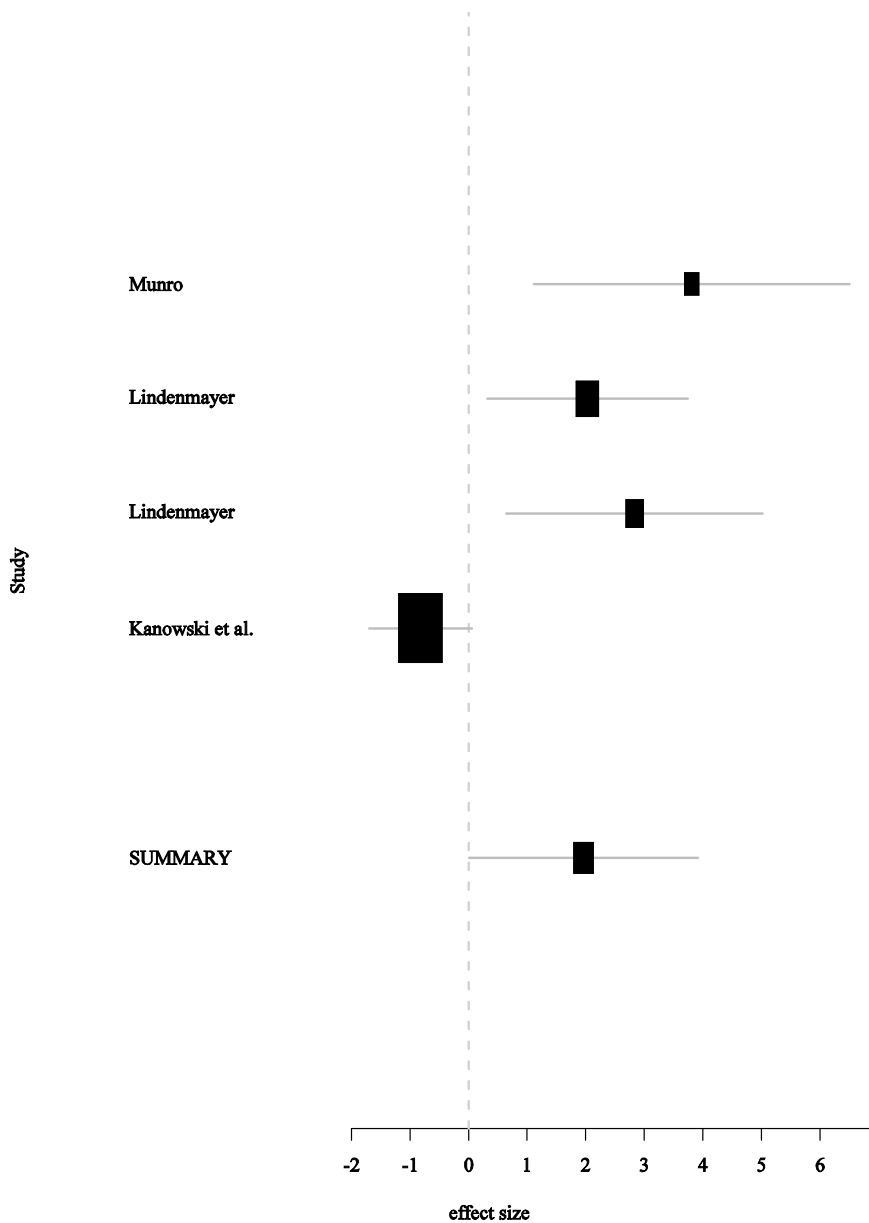 Munro
Lindenmayer
Lindenmayer
Study
Kanowski et al.
SUMMARY
-2 -1 0 1 2 3 4 5 6
effect size